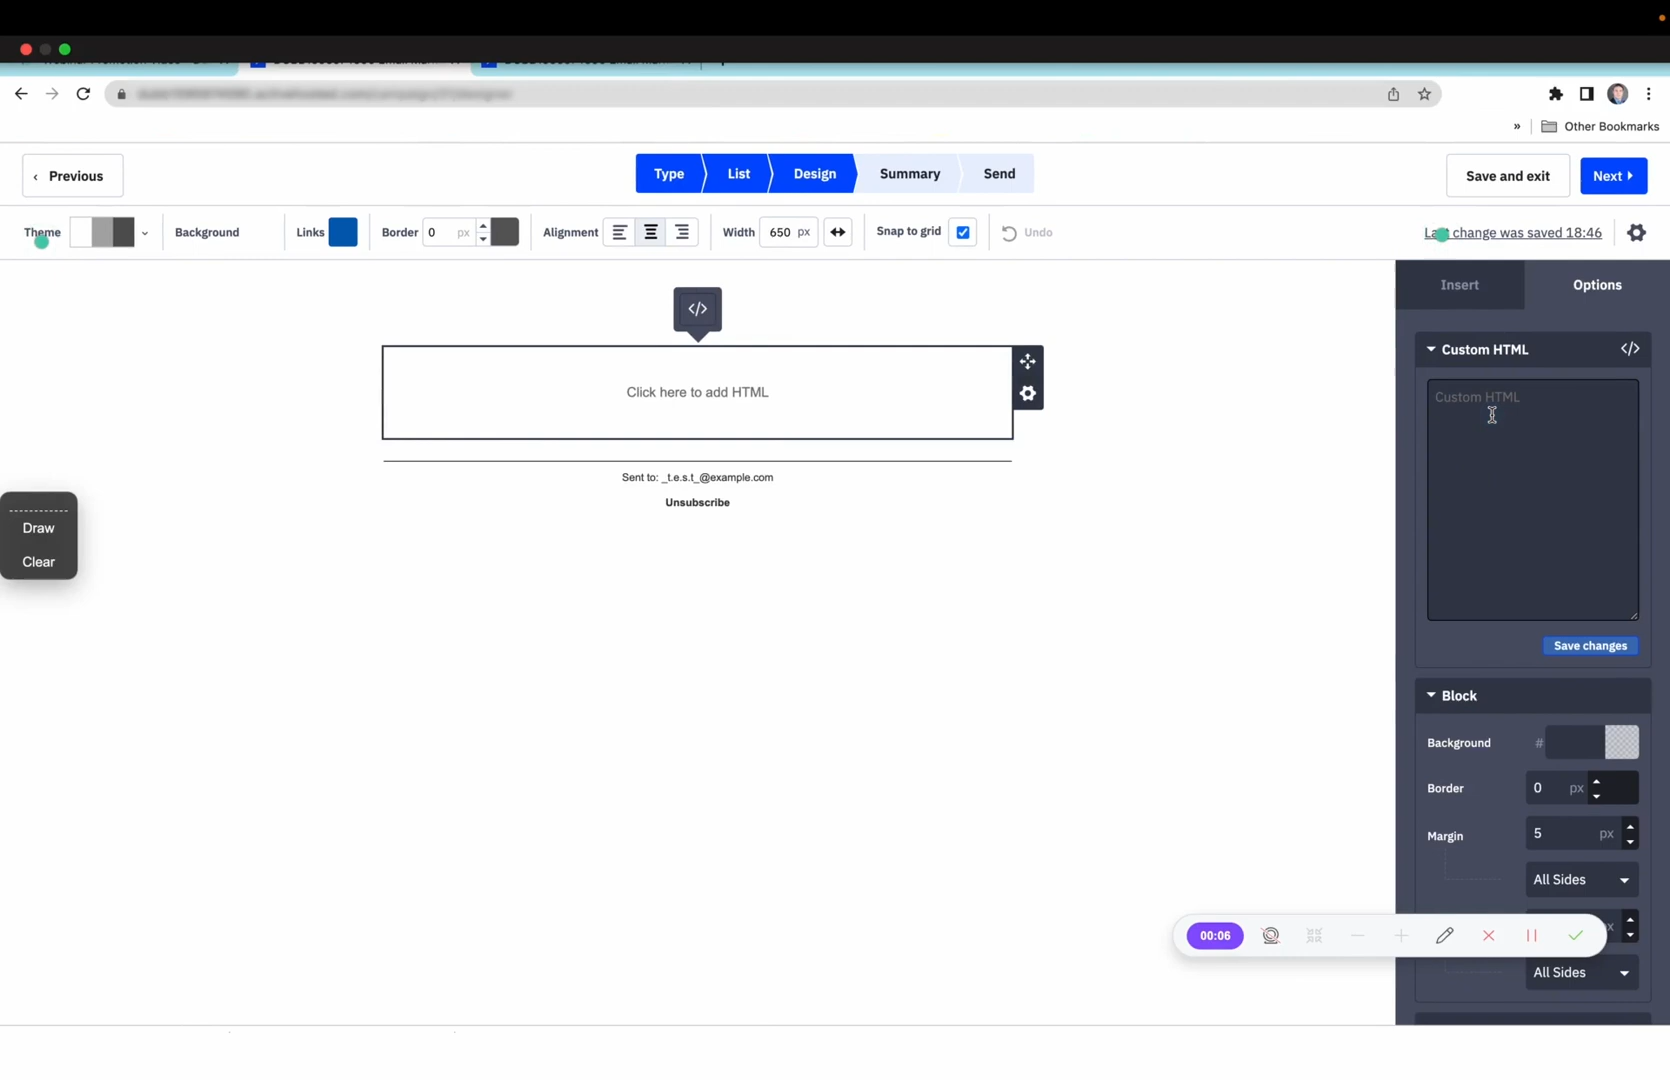 Other Bookmarks
Previous
Type
List
Design
Summary
Send
Save and exit
Next
Theme
Background
Links
Border
0
px
Alignment
Width
650 px
Snap to grid
Undo
Last change was saved 18:46
Insert
Options
Custom HTML
</>
</>
Custom HTML
Click here to add HTML
Sent to: _t.e.s.t_@example.com
Unsubscribe
Draw
Clear
Save changes
Block
Background
#
Border
0
px
Margin
5
px
All Sides
00:06
All Sides